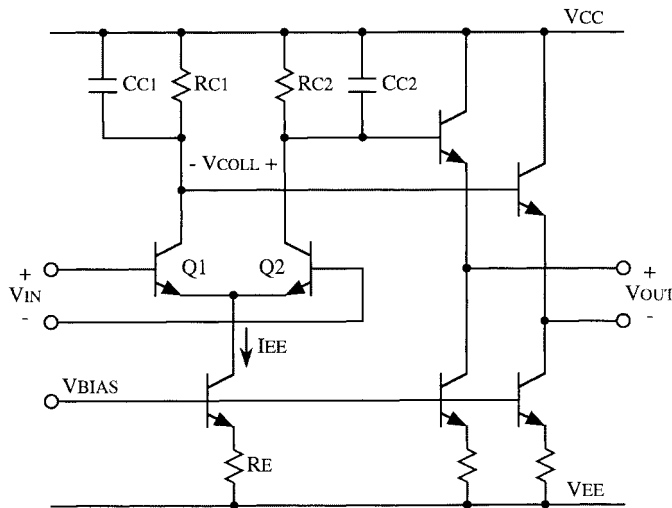 VCC
CC1 RC1 RC2 CC2
- VCOLL +
+ Q1 Q2 +
VIN VOUT
- -
IEE
VBIAS
RE
VEE